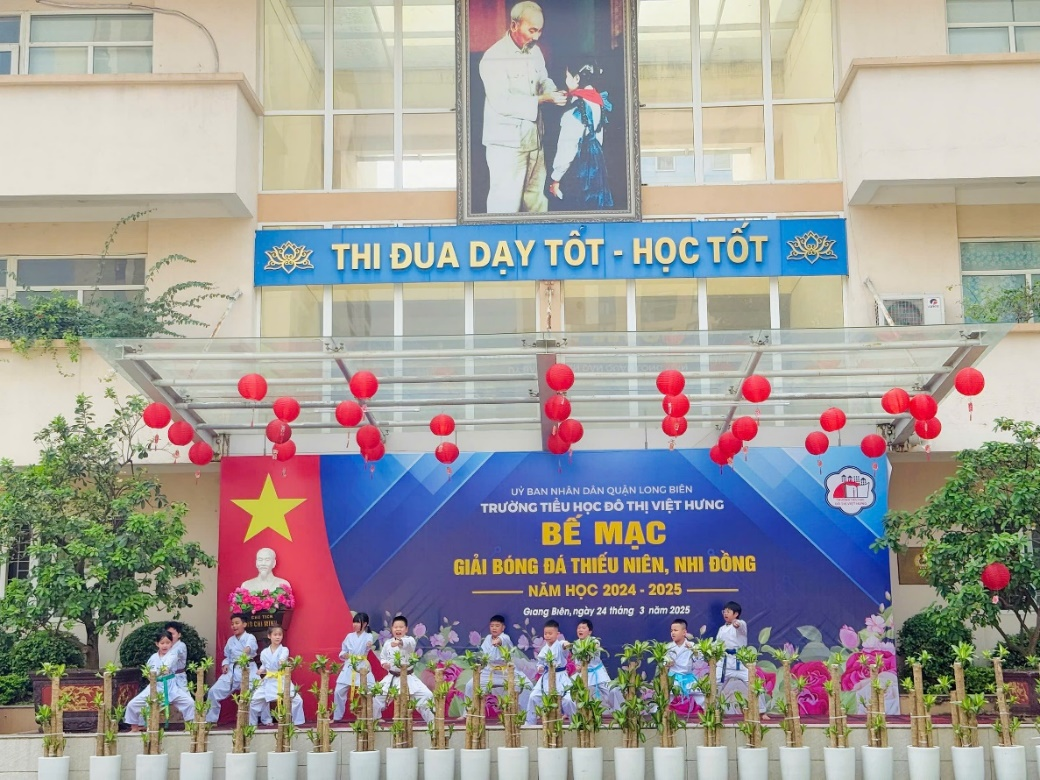 THI ĐUA DẠY TỐT - HỌC TỐT
UỶ BAN NHÂN DÂN QUẬN LONG BIÊN
TRƯỜNG TIỂU HỌC ĐÔ THỊ VIỆT HƯNG
BẾ MẠC
GIẢI BÓNG ĐÁ THIẾU NIÊN, NHI ĐỒNG
NĂM HỌC 2024 - 2025
Giang Biên, ngày 24 tháng 3 năm 2025